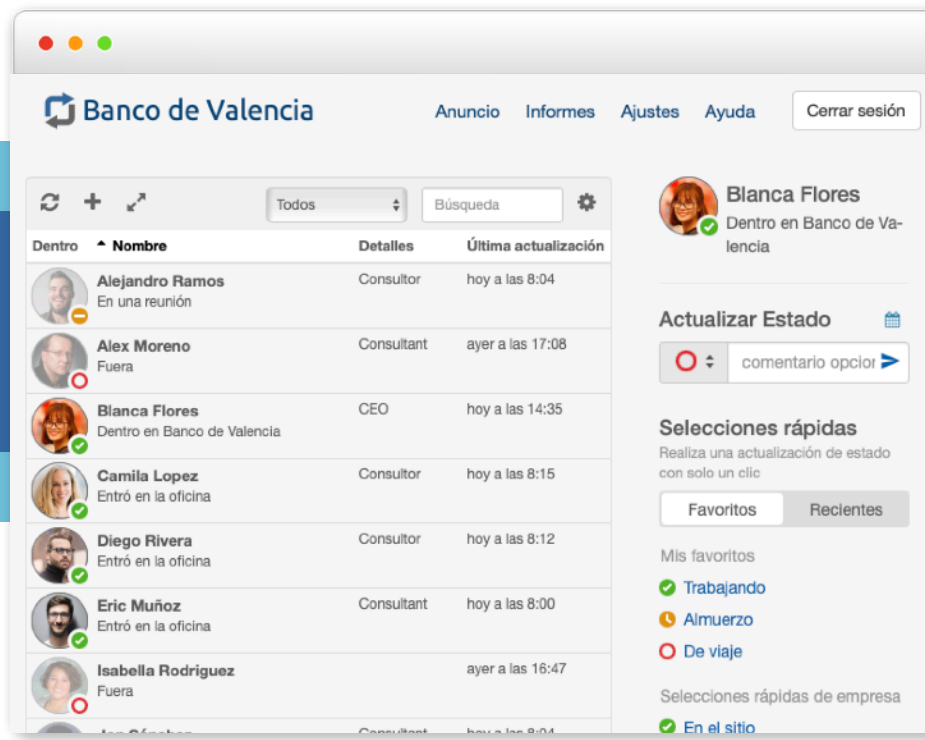 Banco de Valencia
Anuncio Informes Ajustes Ayuda Cerrar sesión
Todos Búsqueda
Dentro Nombre Detalles Última actualización
Alejandro Ramos Consultor hoy a las 8:04
En una reunión
Alex Moreno Consultant ayer a las 17:08
Fuera
Blanca Flores CEO hoy a las 14:35
Dentro en Banco de Valencia
Camila Lopez Consultor hoy a las 8:15
Entró en la oficina
Diego Rivera Consultor hoy a las 8:12
Entró en la oficina
Eric Muñoz Consultant hoy a las 8:00
Entró en la oficina
Isabella Rodriguez ayer a las 16:47
Fuera
Consultant hoy a las 8:04
Blanca Flores
Dentro en Banco de Va-
lencia
Actualizar Estado
comentario opcior
Selecciones rápidas
Realiza una actualización de estado
con solo un clic
Favoritos Recientes
Mis favoritos
Trabajando
Almuerzo
De viaje
Selecciones rápidas de empresa
En el sitio